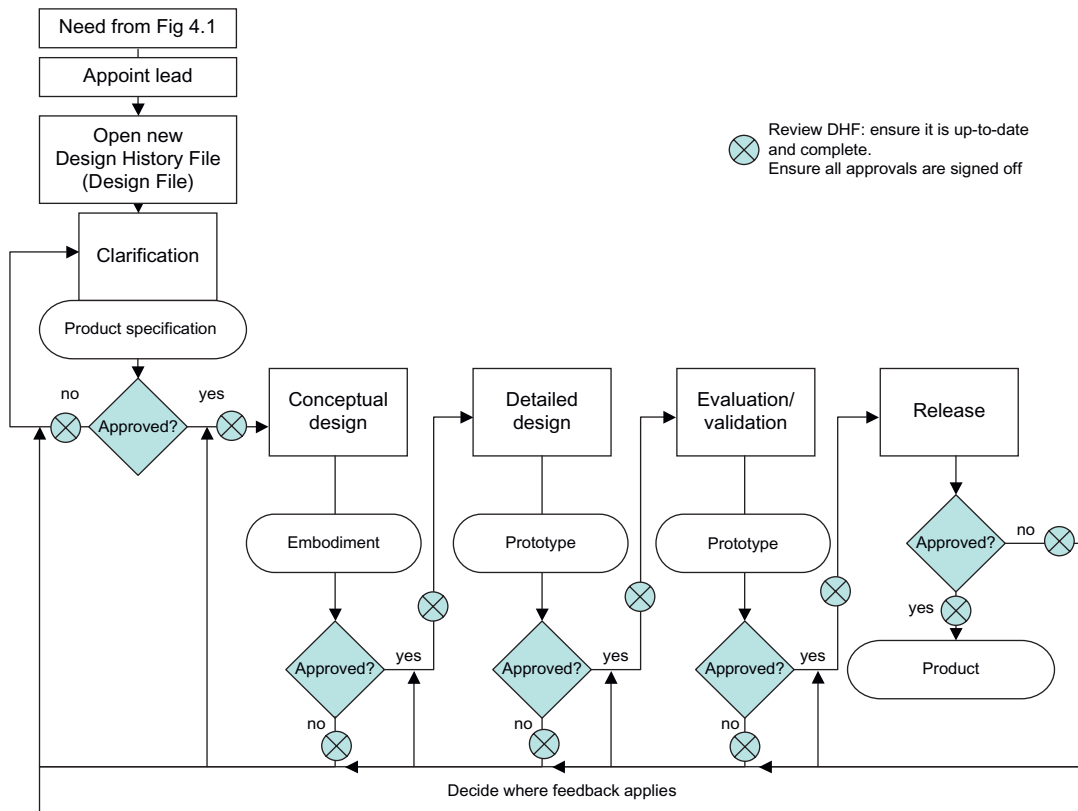 Need from Fig 4.1
Appoint lead
Open new
Design History File
(Design File)
Review DHF: ensure it is up-to-date
and complete.
Ensure all approvals are signed off
Clarification
Product specification
no
Approved?
yes
Conceptual
design
Embodiment
Approved?
yes
no
Detailed
design
Prototype
Approved?
yes
no
Evaluation/
validation
Prototype
Approved?
yes
no
Release
Approved?
no
yes
Product
Decide where feedback applies